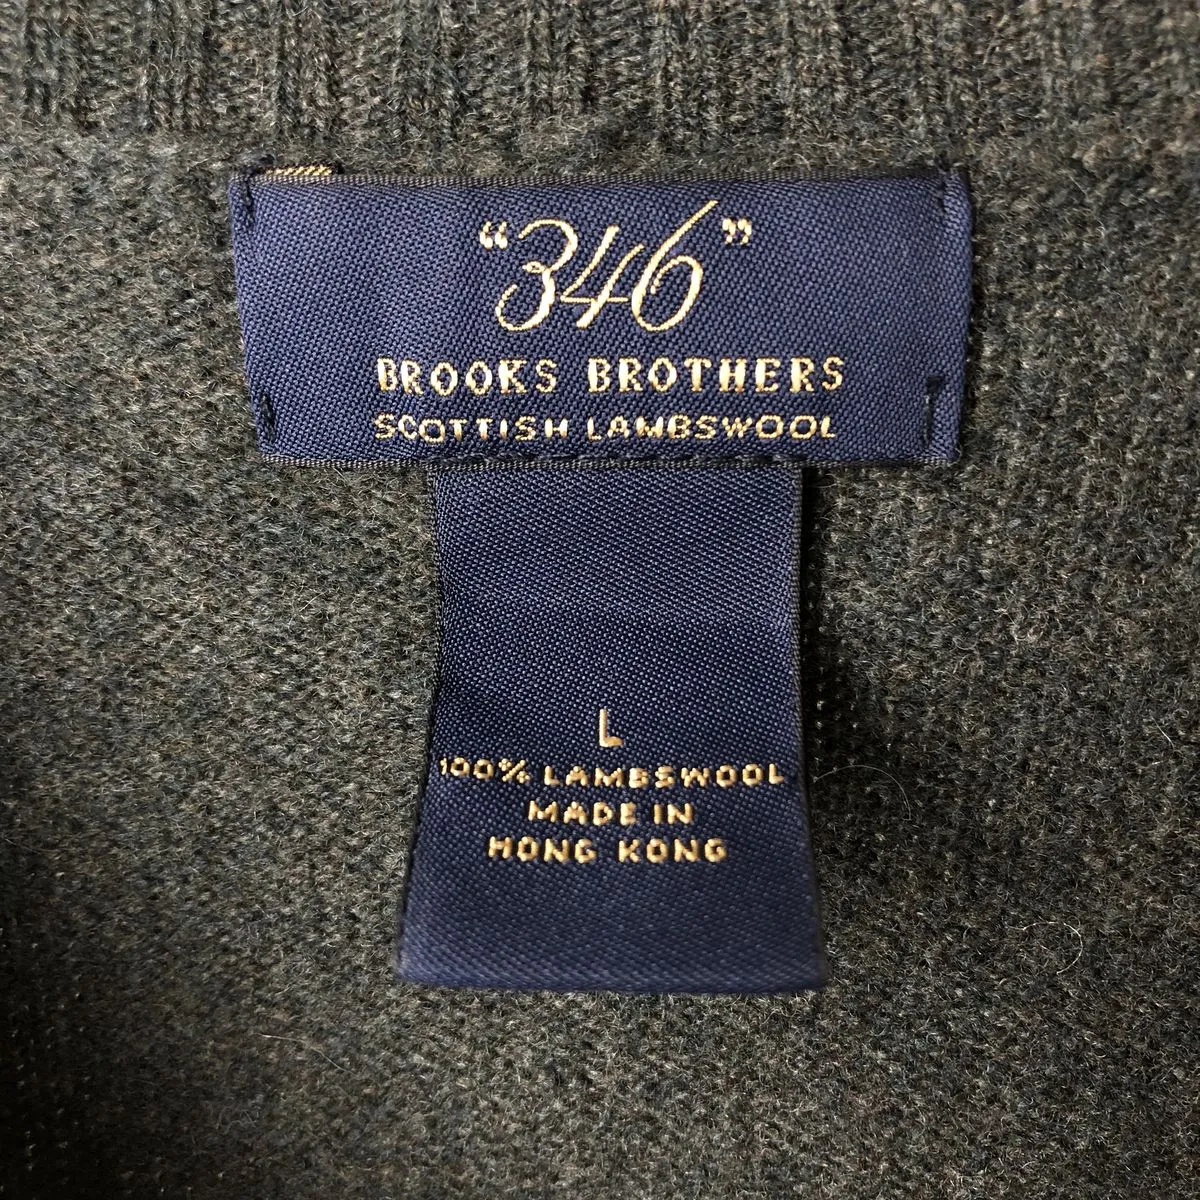 “346”
BROOKS BROTHERS
SCOTTISH LAMBSWOOL
L
100% LAMBSWOOL
MADE IN
HONG KONG